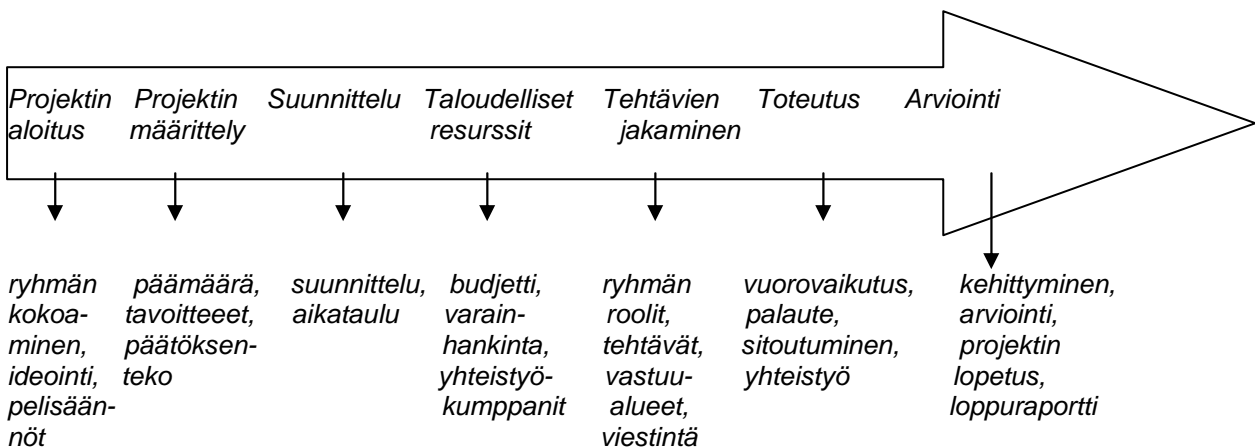 Projektin aloitus
Projektin määrittely
Suunnittelu
Taloudelliset resurssit
Tehtävien jakaminen
Toteutus
Arviointi
ryhmän
kokoa-
minen,
ideointi,
pelisään-
nöt
päämäärä,
tavoitteeet,
päätöksen-
teko
suunnittelu,
aikataulu
budjetti,
varain-
hankinta,
yhteistyö-
kumppanit
ryhmän
roolit,
tehtävät,
vastuu-
alueet,
viestintä
vuorovaikutus,
palaute,
sitoutuminen,
yhteistyö
kehittyminen,
arviointi,
projektin
lopetus,
loppuraportti